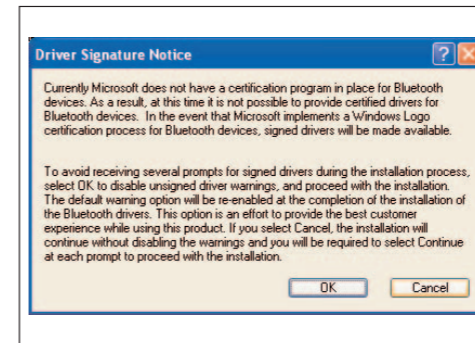 Driver Signature Notice
Currently Microsoft does not have a certification program in place for Bluetooth
devices. As a result, at this time it is not possible to provide certified drivers for
Bluetooth devices. In the event that Microsoft implements a Windows Logo
certification process for Bluetooth devices, signed drivers will be made available.
To avoid receiving several prompts for signed drivers during the installation process,
select OK to disable unsigned driver warnings, and proceed with the installation.
The default warning option will be re-enabled at the completion of the installation of
the Bluetooth drivers. This option is an effort to provide the best customer
experience while using this product. If you select Cancel, the installation will
continue without disabling the warnings and you will be required to select Continue
at each prompt to proceed with the installation.
OK Cancel